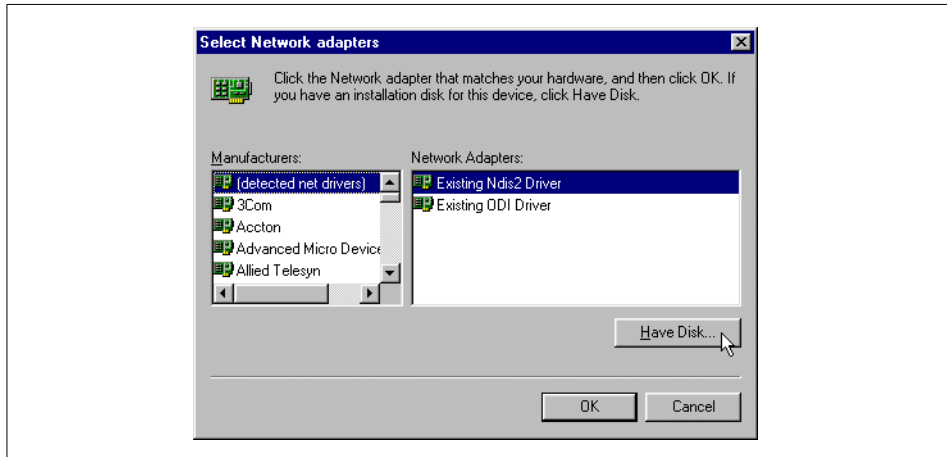 Select Network adapters
Click the Network adapter that matches your hardware, and then click OK. If
you have an installation disk for this device, click Have Disk.
Manufacturers:
(detected net drivers)
3Com
Accton
Advanced Micro Device
Allied Telesyn
Network Adapters:
Existing Ndis2 Driver
Existing ODI Driver
Have Disk...
OK
Cancel